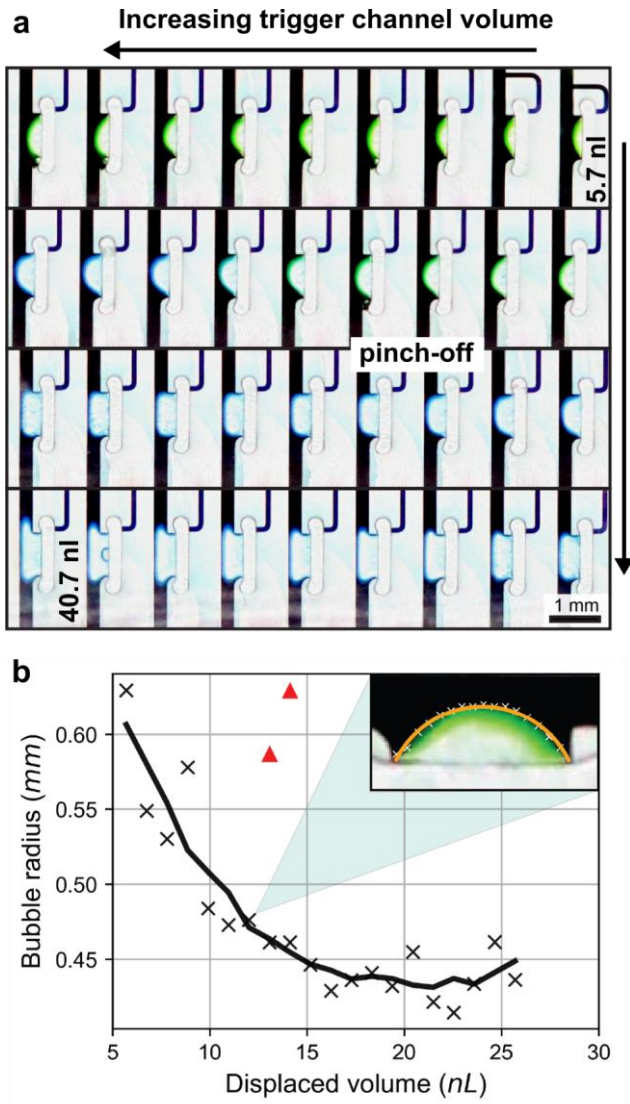 a
Increasing trigger channel volume
5.7 nl
pinch-off
40.7 nl
1 mm
b
0.60
0.55
0.50
0.45
Bubble radius (mm)
5
10
15
20
25
30
Displaced volume (nL)